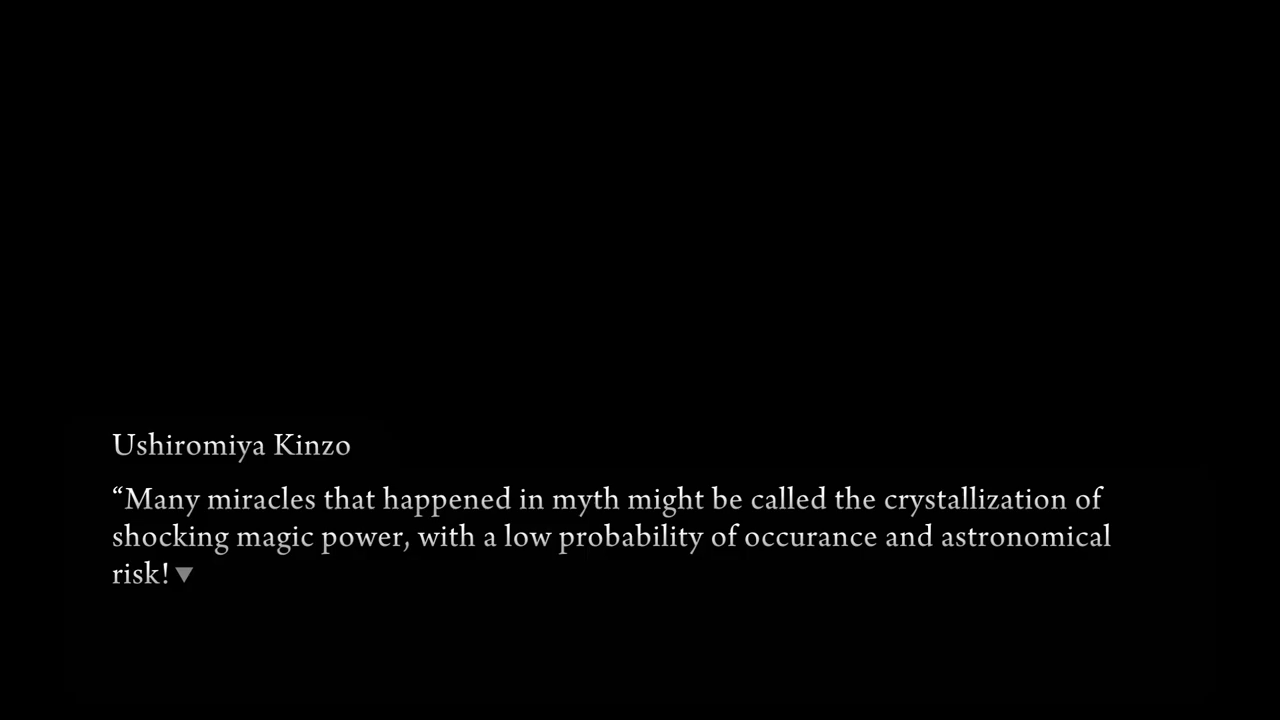 Ushiromiya Kinzo
“Many miracles that happened in myth might be called the crystallization of
shocking magic power, with a low probability of occurance and astronomical
risk!